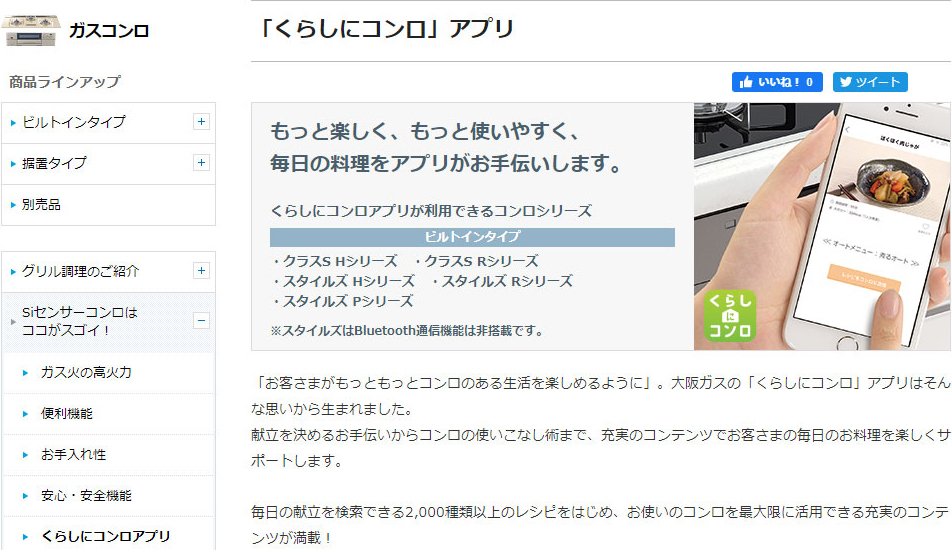 ガスコンロ
商品ラインアップ
ビルトインタイプ
据置タイプ
別売品
グリル調理のご紹介
Siセンサーコンロは
ココがスゴイ！
ガス火の高火力
便利機能
お手入れ性
安心・安全機能
くらしにコンロアプリ
「くらしにコンロ」アプリ
いいね！ 0
ツイート
もっと楽しく、もっと使いやすく、
毎日の料理をアプリがお手伝いします。
くらしにコンロアプリが利用できるコンロシリーズ
ビルトインタイプ
・クラスS Hシリーズ ・クラスS Rシリーズ
・スタイルズ Hシリーズ ・スタイルズ Rシリーズ
・スタイルズ Pシリーズ
※スタイルズはBluetooth通信機能は非搭載です。
くらし
に
コンロ
ほくほく肉じゃが
≪ オートメニュー：煮るオート ≫
「お客さまがもっともっとコンロのある生活を楽しめるように」。大阪ガスの「くらしにコンロ」アプリはそん
な思いから生まれました。
献立を決めるお手伝いからコンロの使いこなし術まで、充実のコンテンツでお客さまの毎日のお料理を楽しくサ
ポートします。
毎日の献立を検索できる2,000種類以上のレシピをはじめ、お使いのコンロを最大限に活用できる充実のコンテ
ンツが満載！